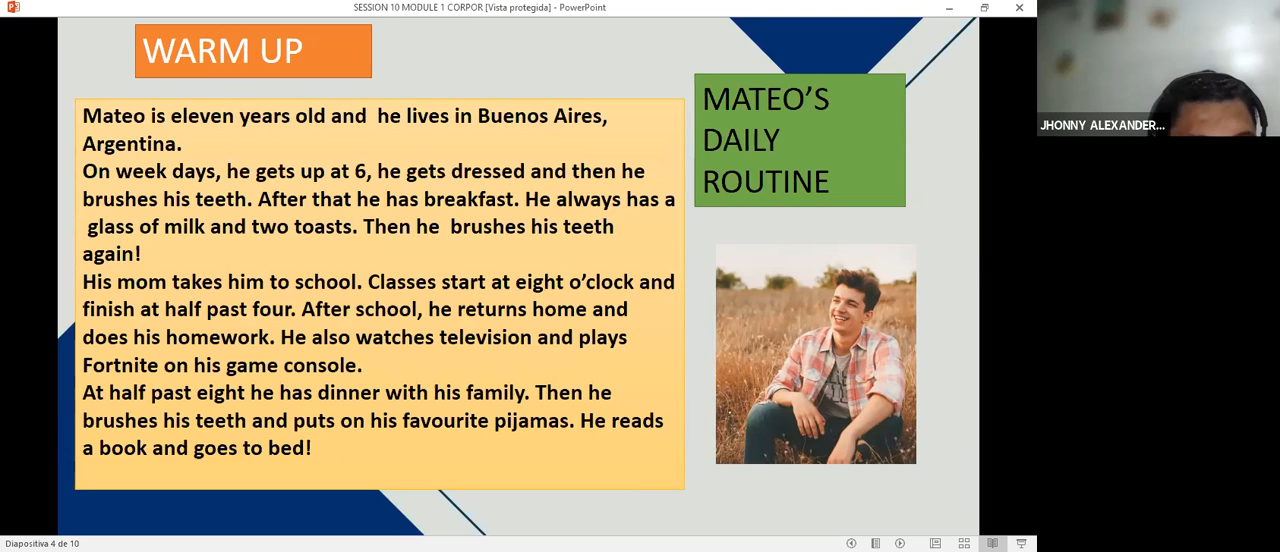 SESSION 10 MODULE 1 CORPOR [Vista protegida] - PowerPoint
WARM UP
Mateo is eleven years old and  he lives in Buenos Aires,
Argentina.
On week days, he gets up at 6, he gets dressed and then he
brushes his teeth. After that he has breakfast. He always has a
glass of milk and two toasts. Then he  brushes his teeth
again!
His mom takes him to school. Classes start at eight o’clock and
finish at half past four. After school, he returns home and
does his homework. He also watches television and plays
Fortnite on his game console.
At half past eight he has dinner with his family. Then he
brushes his teeth and puts on his favourite pijamas. He reads
a book and goes to bed!
MATEO’S
DAILY
ROUTINE
JHONNY ALEXANDER...
Diapositiva 4 de 10